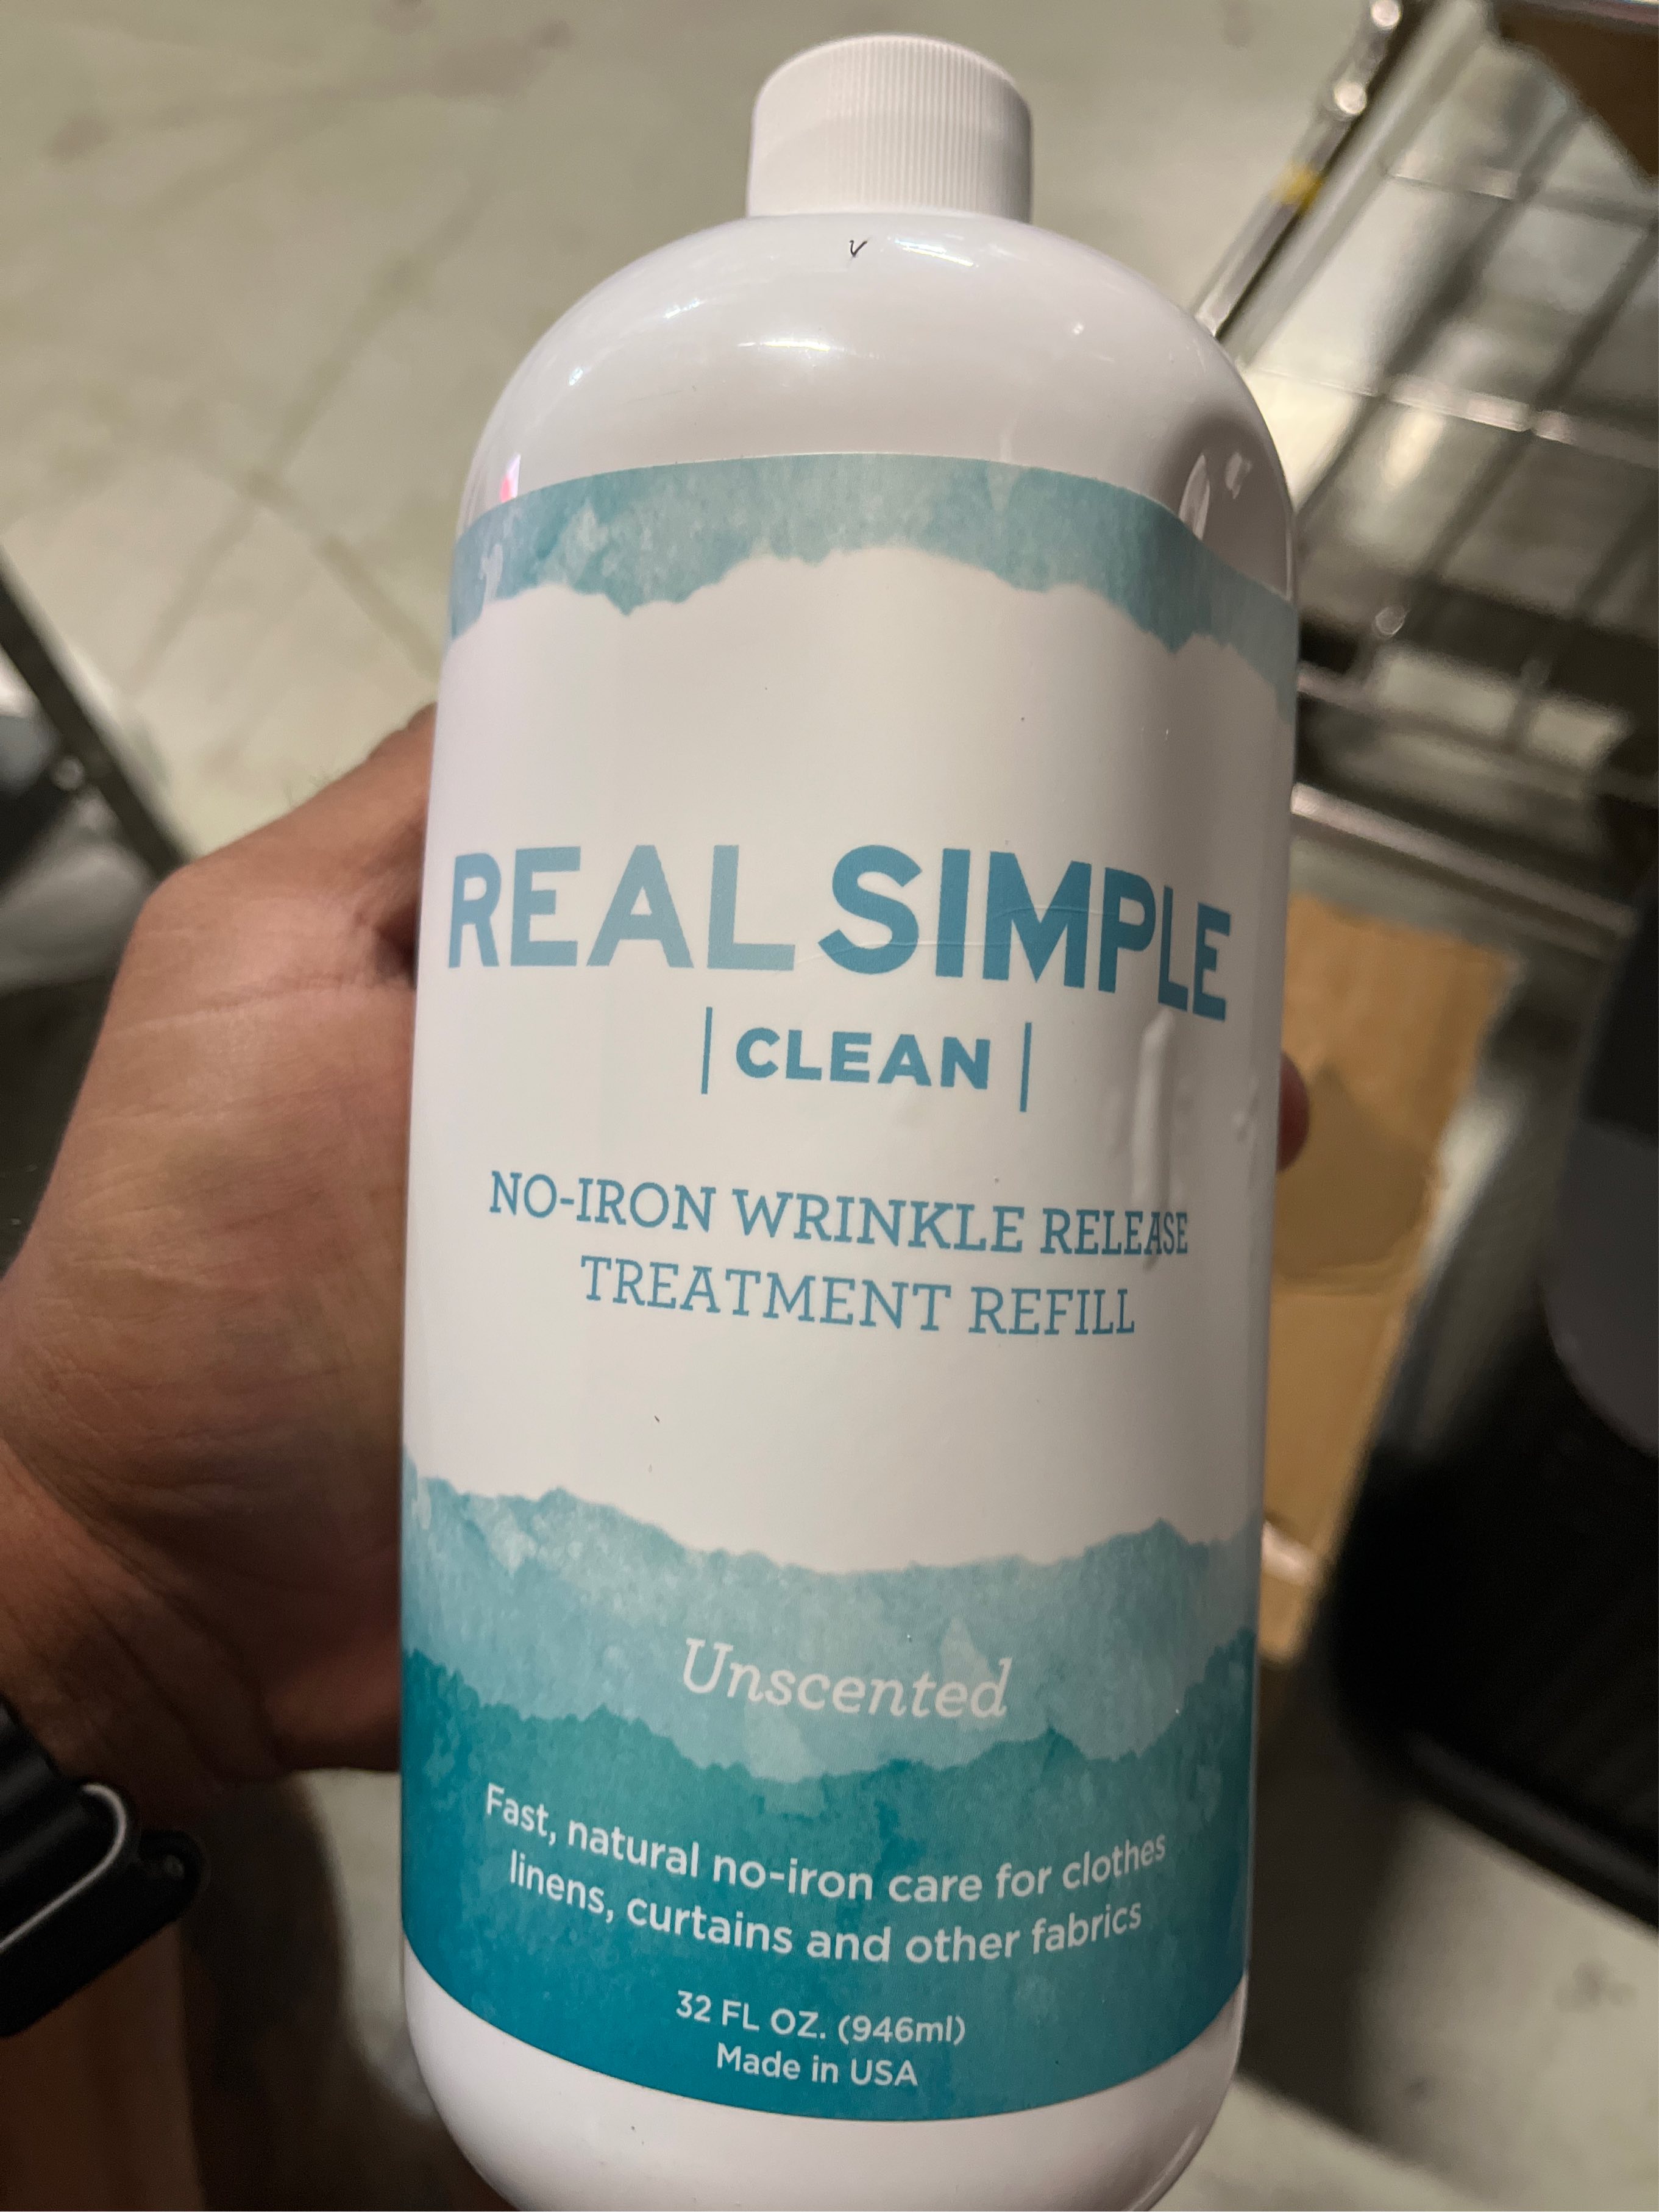 REAL SIMPLE
| CLEAN |
NO-IRON WRINKLE RELEASE
TREATMENT REFILL
Unscented
Fast, natural no-iron care for clothes
linens, curtains and other fabrics
32 FL OZ. (946ml)
Made in USA